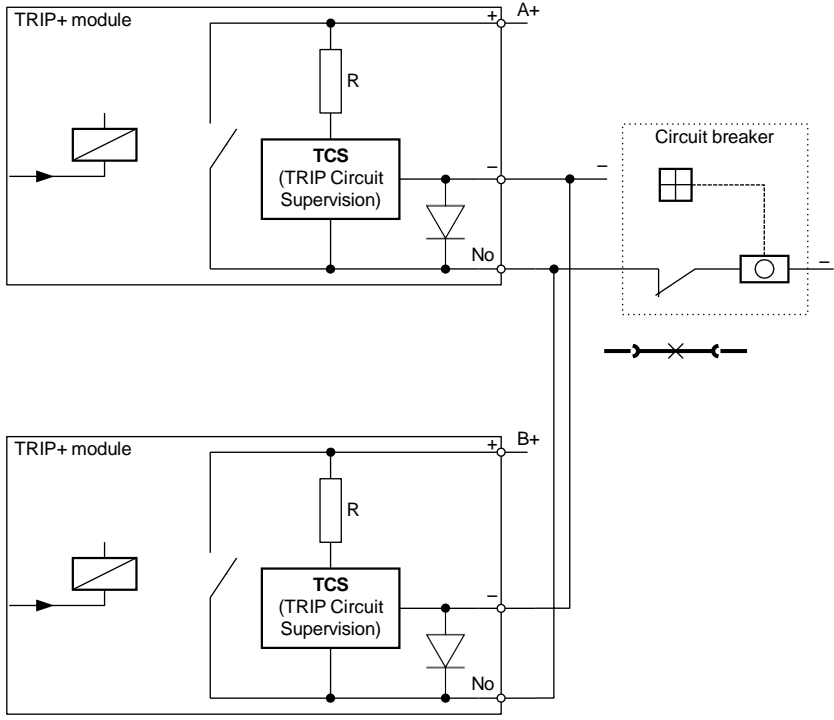 TRIP+ module
+ A+
R
Circuit breaker
TCS
(TRIP Circuit
Supervision)
– –
No
–
TRIP+ module
+ B+
R
TCS
(TRIP Circuit
Supervision)
–
No